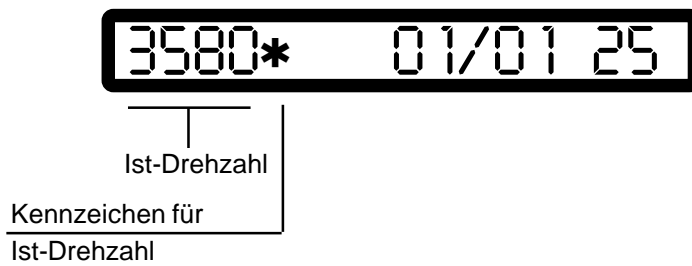 3580* 01/01 25
Ist-Drehzahl
Kennzeichen für
Ist-Drehzahl